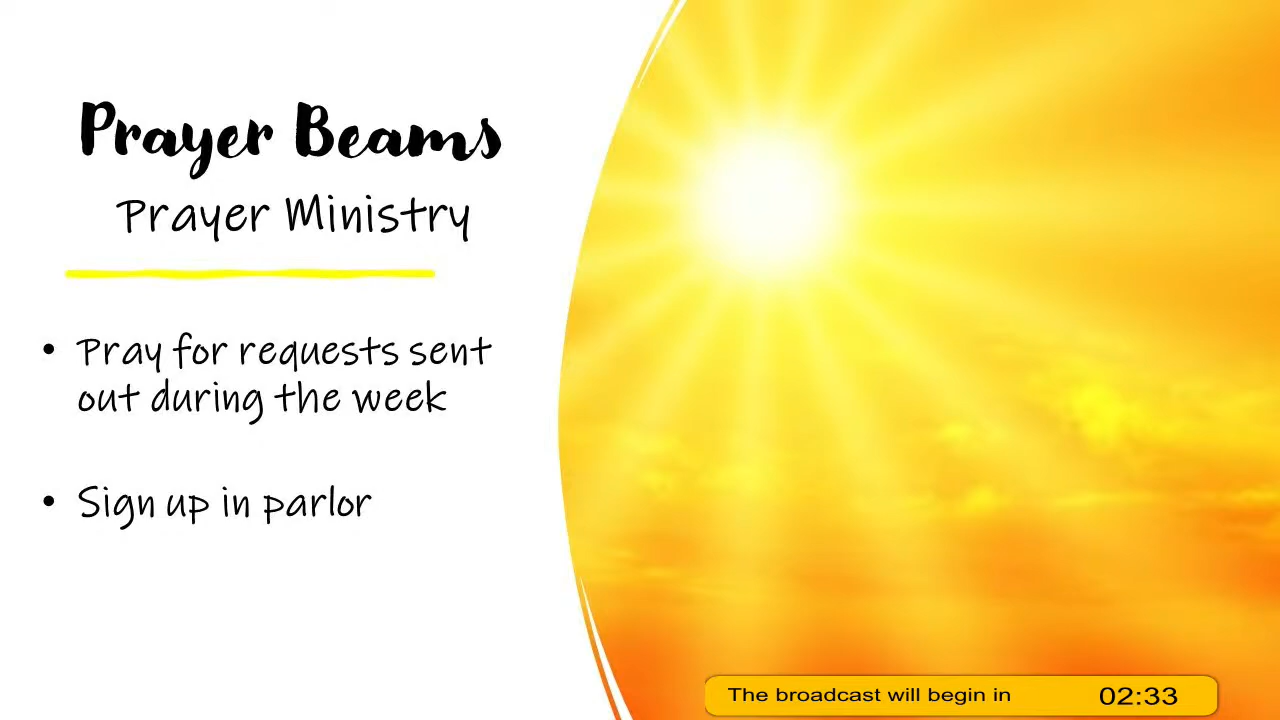 Prayer Beams
Prayer Ministry
• Pray for requests sent
out during the week
• Sign up in parlor
The broadcast will begin in 02:33